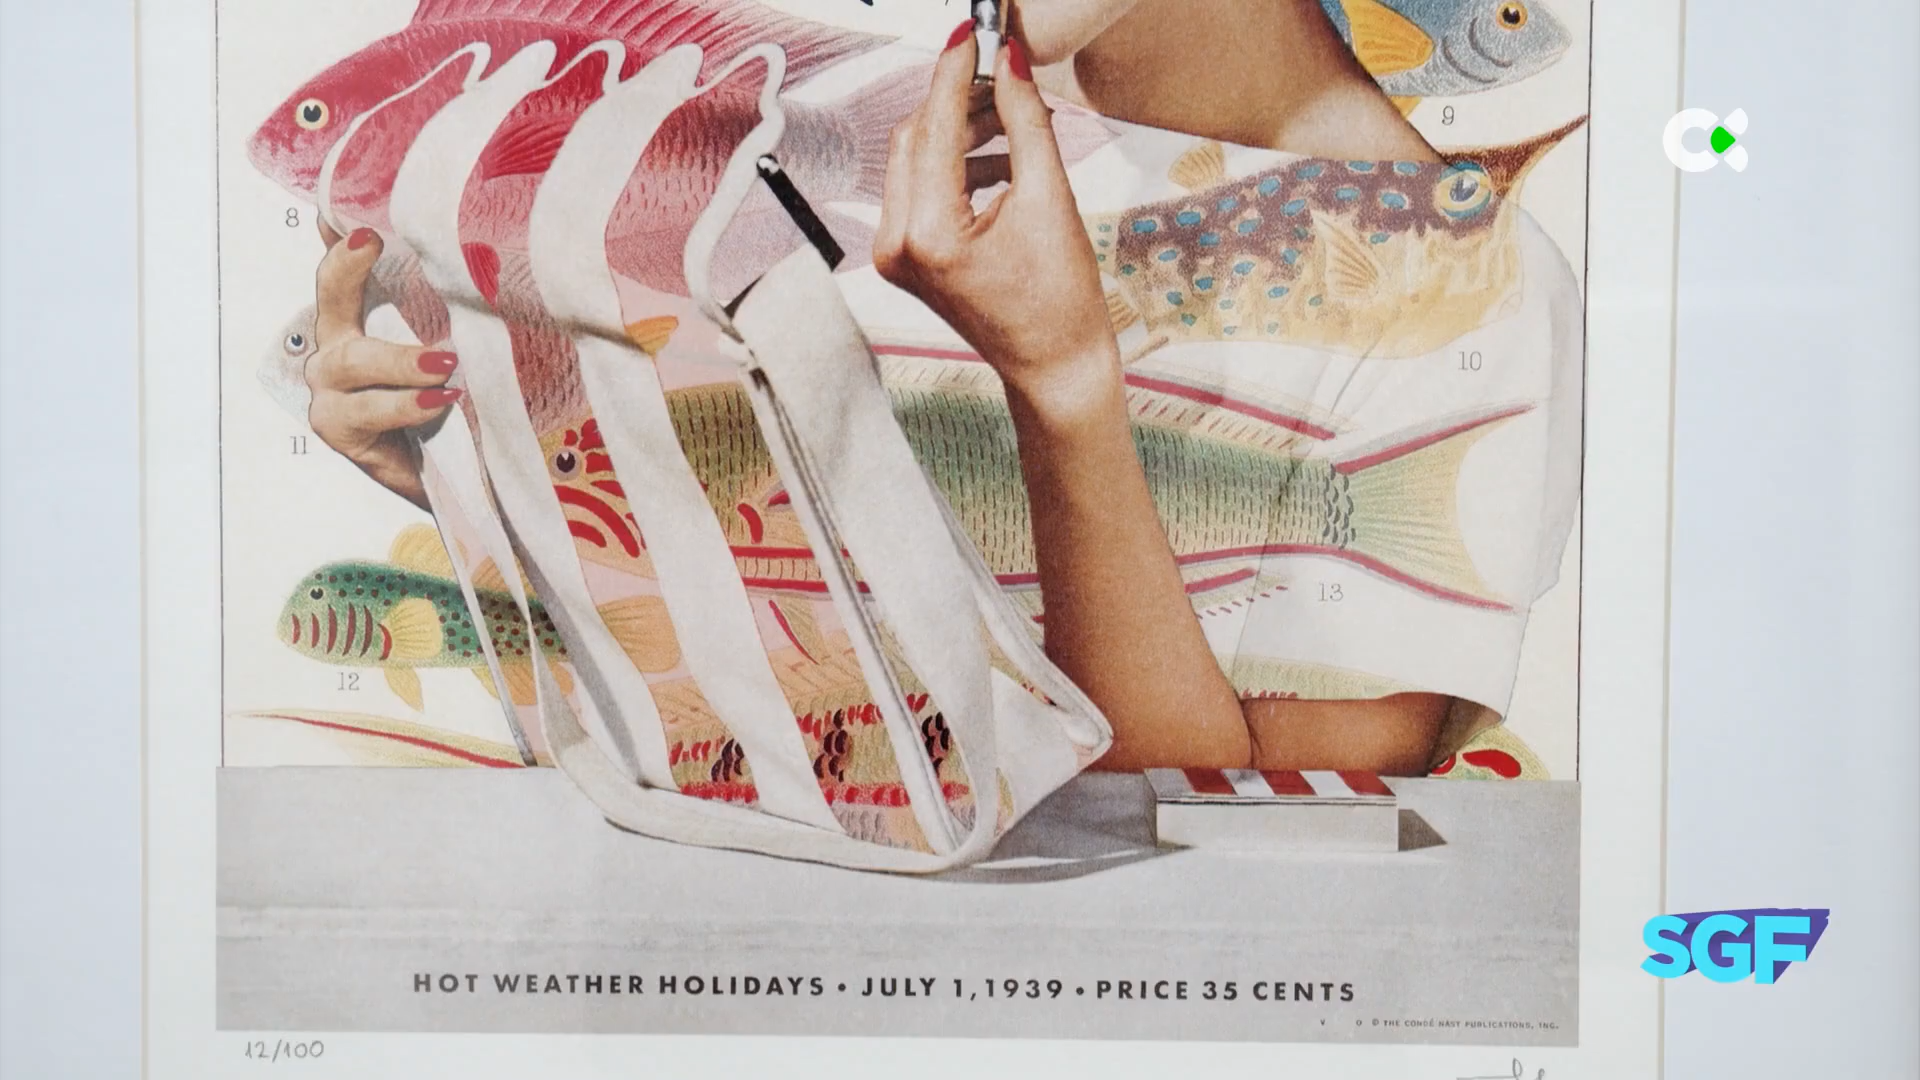 9
8
10
11
13
12
SGF
HOT WEATHER HOLIDAYS • JULY 1, 1939 • PRICE 35 CENTS
© THE CONDÉ NAST PUBLICATIONS, INC.
12/100